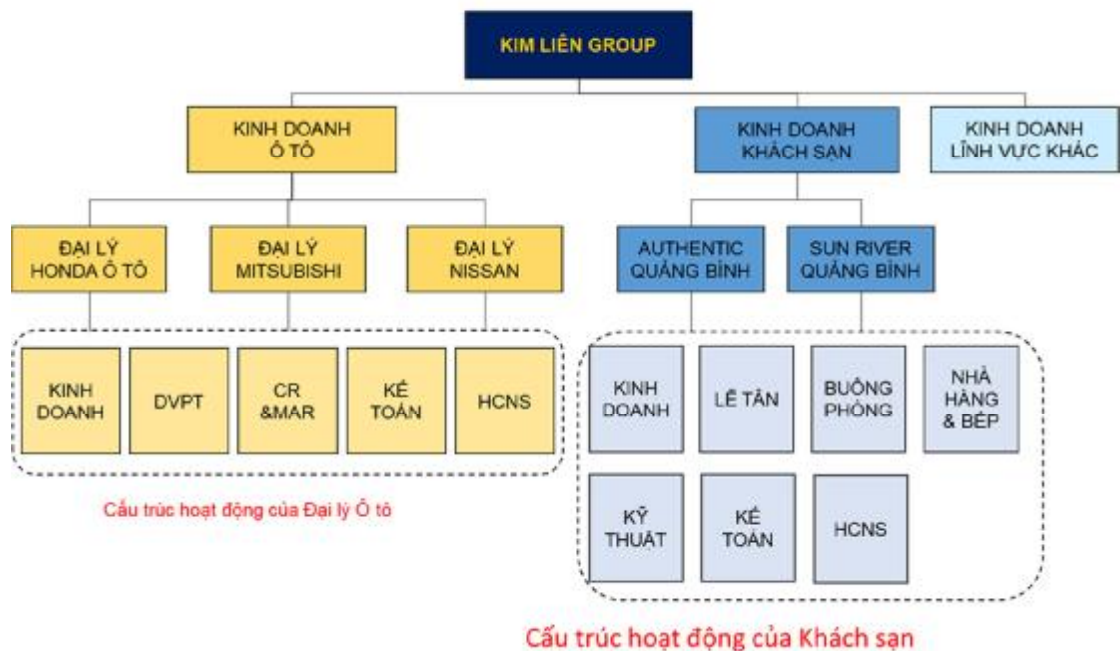 KIM LIÊN GROUP
KINH DOANH
Ô TÔ
KINH DOANH
KHÁCH SẠN
KINH DOANH
LĨNH VỰC KHÁC
ĐẠI LÝ
HONDA Ô TÔ
ĐẠI LÝ
MITSUBISHI
ĐẠI LÝ
NISSAN
AUTHENTIC
QUẢNG BÌNH
SUN RIVER
QUẢNG BÌNH
KINH
DOANH
DVPT
CR
&MAR
KẾ
TOÁN
HCNS
KINH
DOANH
LỄ TÂN
BUỒNG
PHÒNG
NHÀ
HÀNG
& BẾP
KỸ
THUẬT
KẾ
TOÁN
HCNS
Cấu trúc hoạt động của Đại lý Ô tô
Cấu trúc hoạt động của Khách sạn